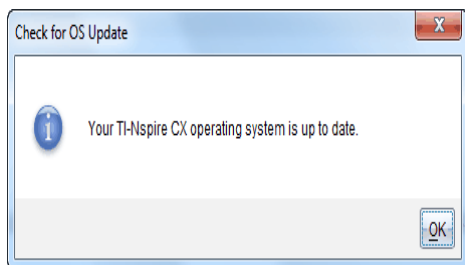 Check for OS Update
Your TI-Nspire CX operating system is up to date.
OK